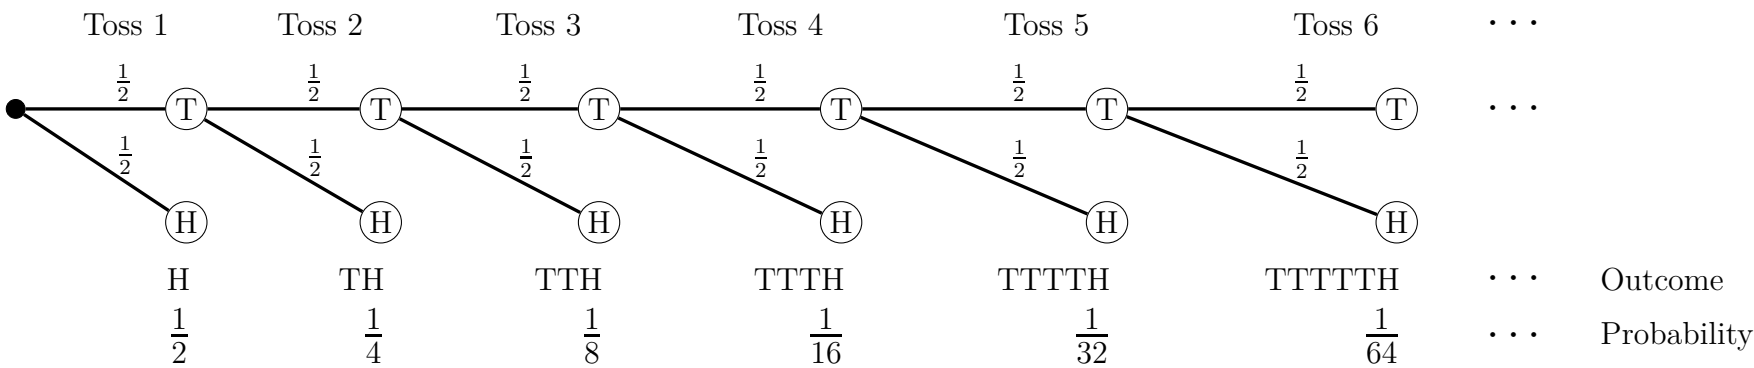 Toss 1 Toss 2 Toss 3 Toss 4 Toss 5 Toss 6 ···
1/2 1/2 1/2 1/2 1/2 1/2
T T T T T T ···
1/2 1/2 1/2 1/2 1/2 1/2
H H H H H H
H TH TTH TTTH TTTTH TTTTTH ··· Outcome
1/2 1/4 1/8 1/16 1/32 1/64 ··· Probability